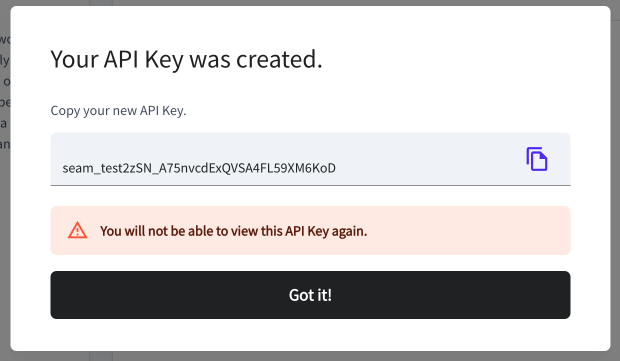 Your API Key was created.
Copy your new API Key.
seam_test2zSN_A75nvcdExQVSA4FL59XM6KoD
You will not be able to view this API Key again.
Got it!